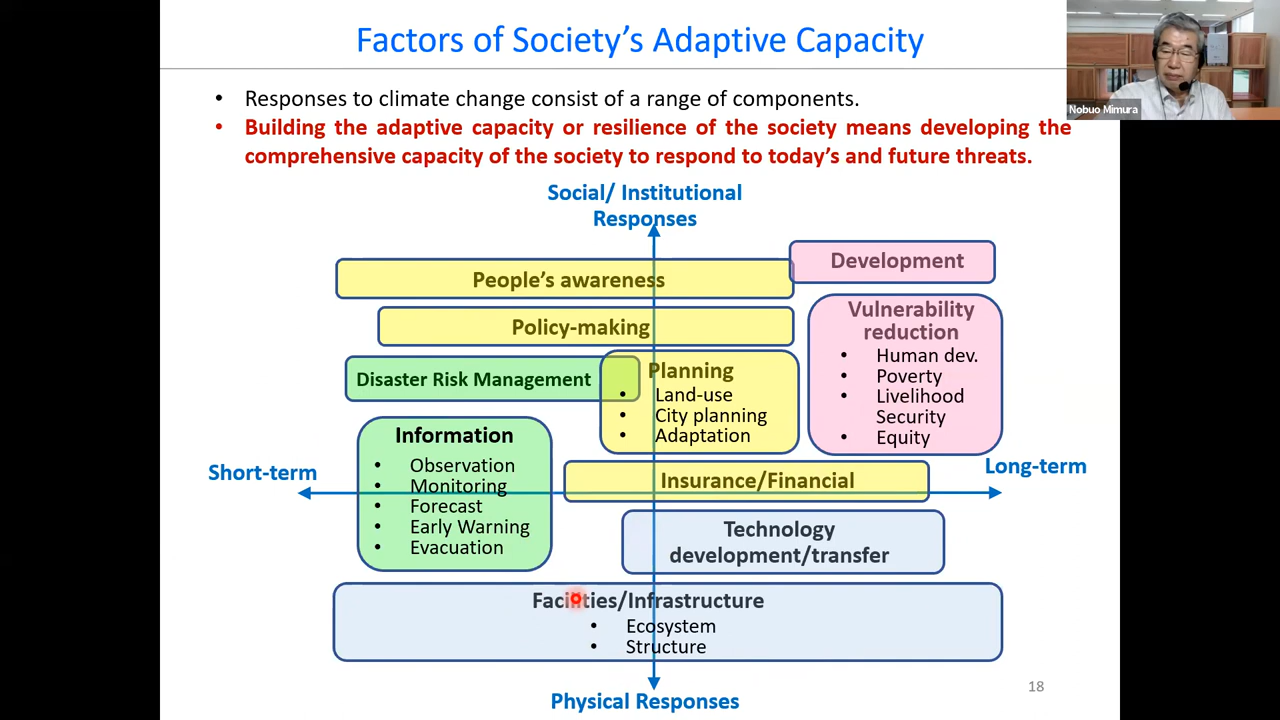 Factors of Society's Adaptive Capacity
Nobuo Mimura
• Responses to climate change consist of a range of components.
• Building the adaptive capacity or resilience of the society means developing the
comprehensive capacity of the society to respond to today's and future threats.
Social/ Institutional
Responses
Development
People's awareness
Vulnerability
reduction
• Human dev.
• Poverty
• Livelihood
Security
• Equity
Policy-making
Disaster Risk Management
Planning
• Land-use
• City planning
• Adaptation
Information
• Observation
• Monitoring
• Forecast
• Early Warning
• Evacuation
Short-term
Long-term
Insurance/Financial
Technology
development/transfer
Facilities/Infrastructure
• Ecosystem
• Structure
18
Physical Responses